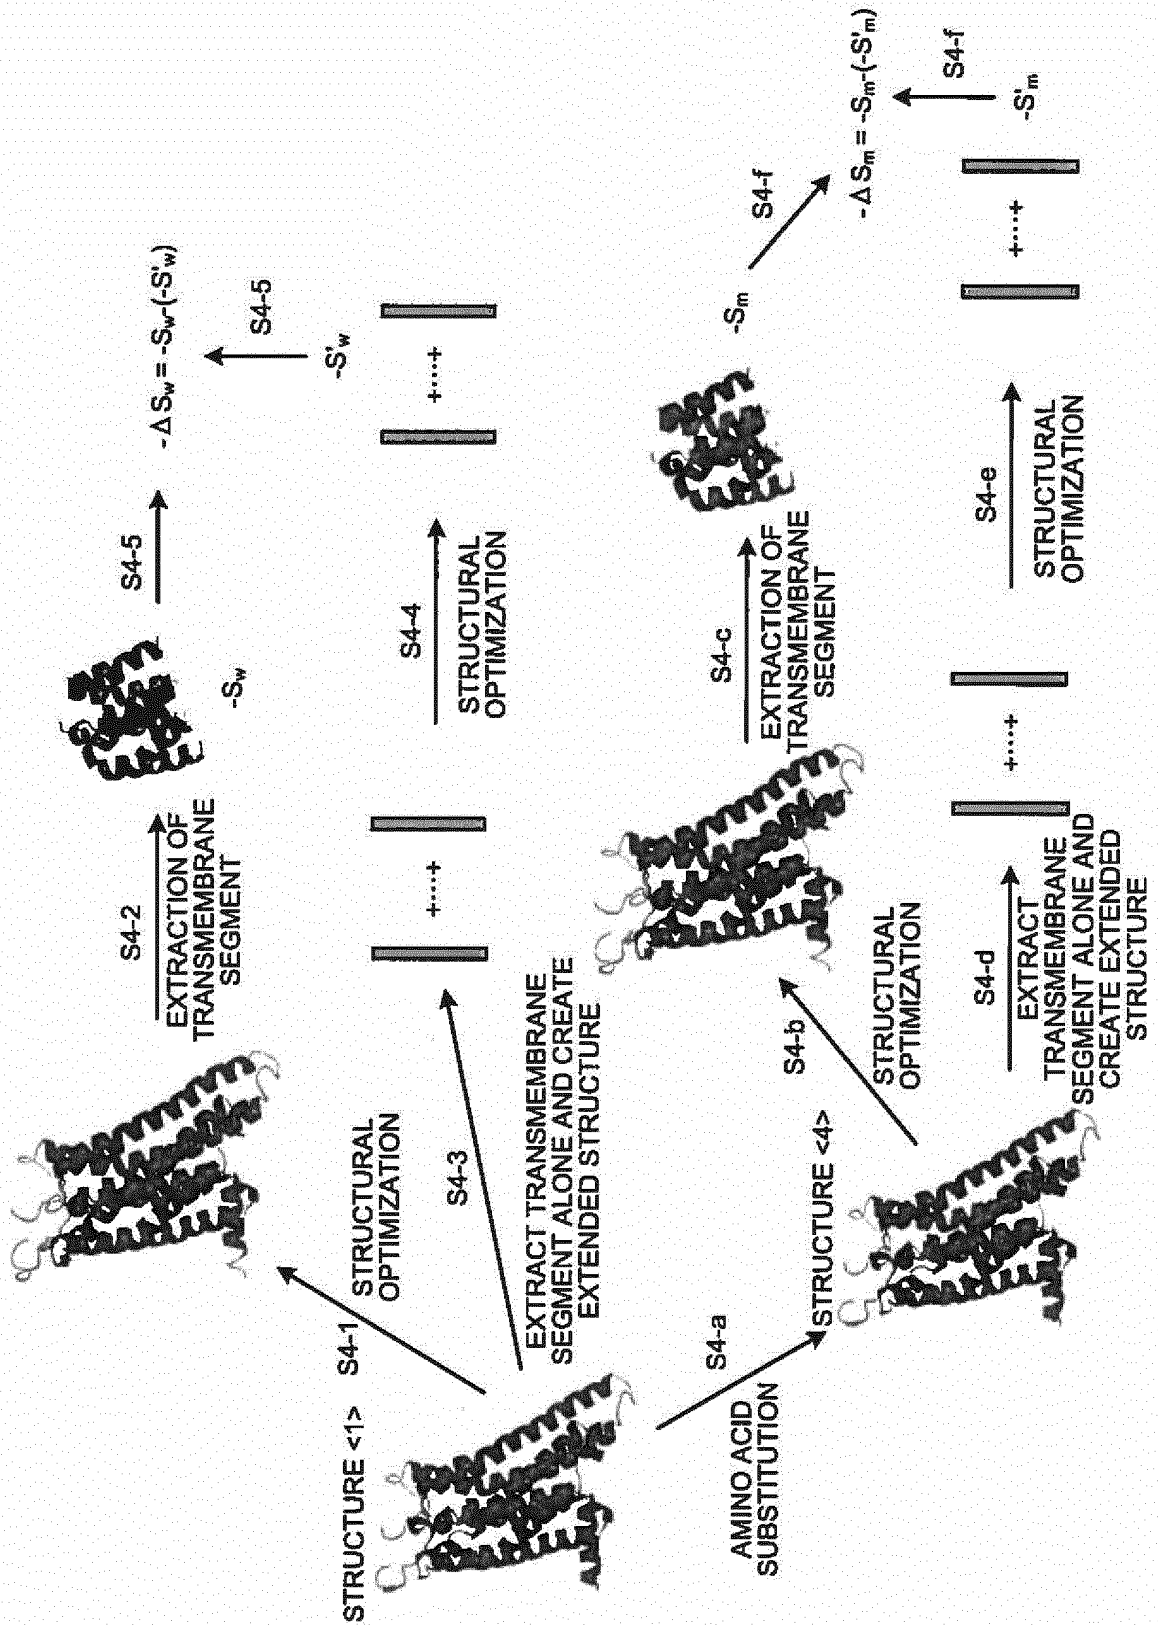 STRUCTURE <1>
S4-1
STRUCTURAL
OPTIMIZATION
S4-2
EXTRACTION OF
TRANSMEMBRANE
SEGMENT
-Sw
S4-5
-ΔSw = -Sw-(-S'w)
S4-5
-S'w
S4-3
EXTRACT TRANSMEMBRANE
SEGMENT ALONE AND CREATE
EXTENDED STRUCTURE
+····+
S4-4
STRUCTURAL
OPTIMIZATION
+····+
S4-a
AMINO ACID
SUBSTITUTION
STRUCTURE <4>
S4-b
STRUCTURAL
OPTIMIZATION
S4-c
EXTRACTION OF
TRANSMEMBRANE
SEGMENT
-Sm
S4-f
-ΔSm = -Sm-(-S'm)
S4-f
-S'm
S4-d
EXTRACT
TRANSMEMBRANE
SEGMENT ALONE AND
CREATE EXTENDED
STRUCTURE
+····+
S4-e
STRUCTURAL
OPTIMIZATION
+····+